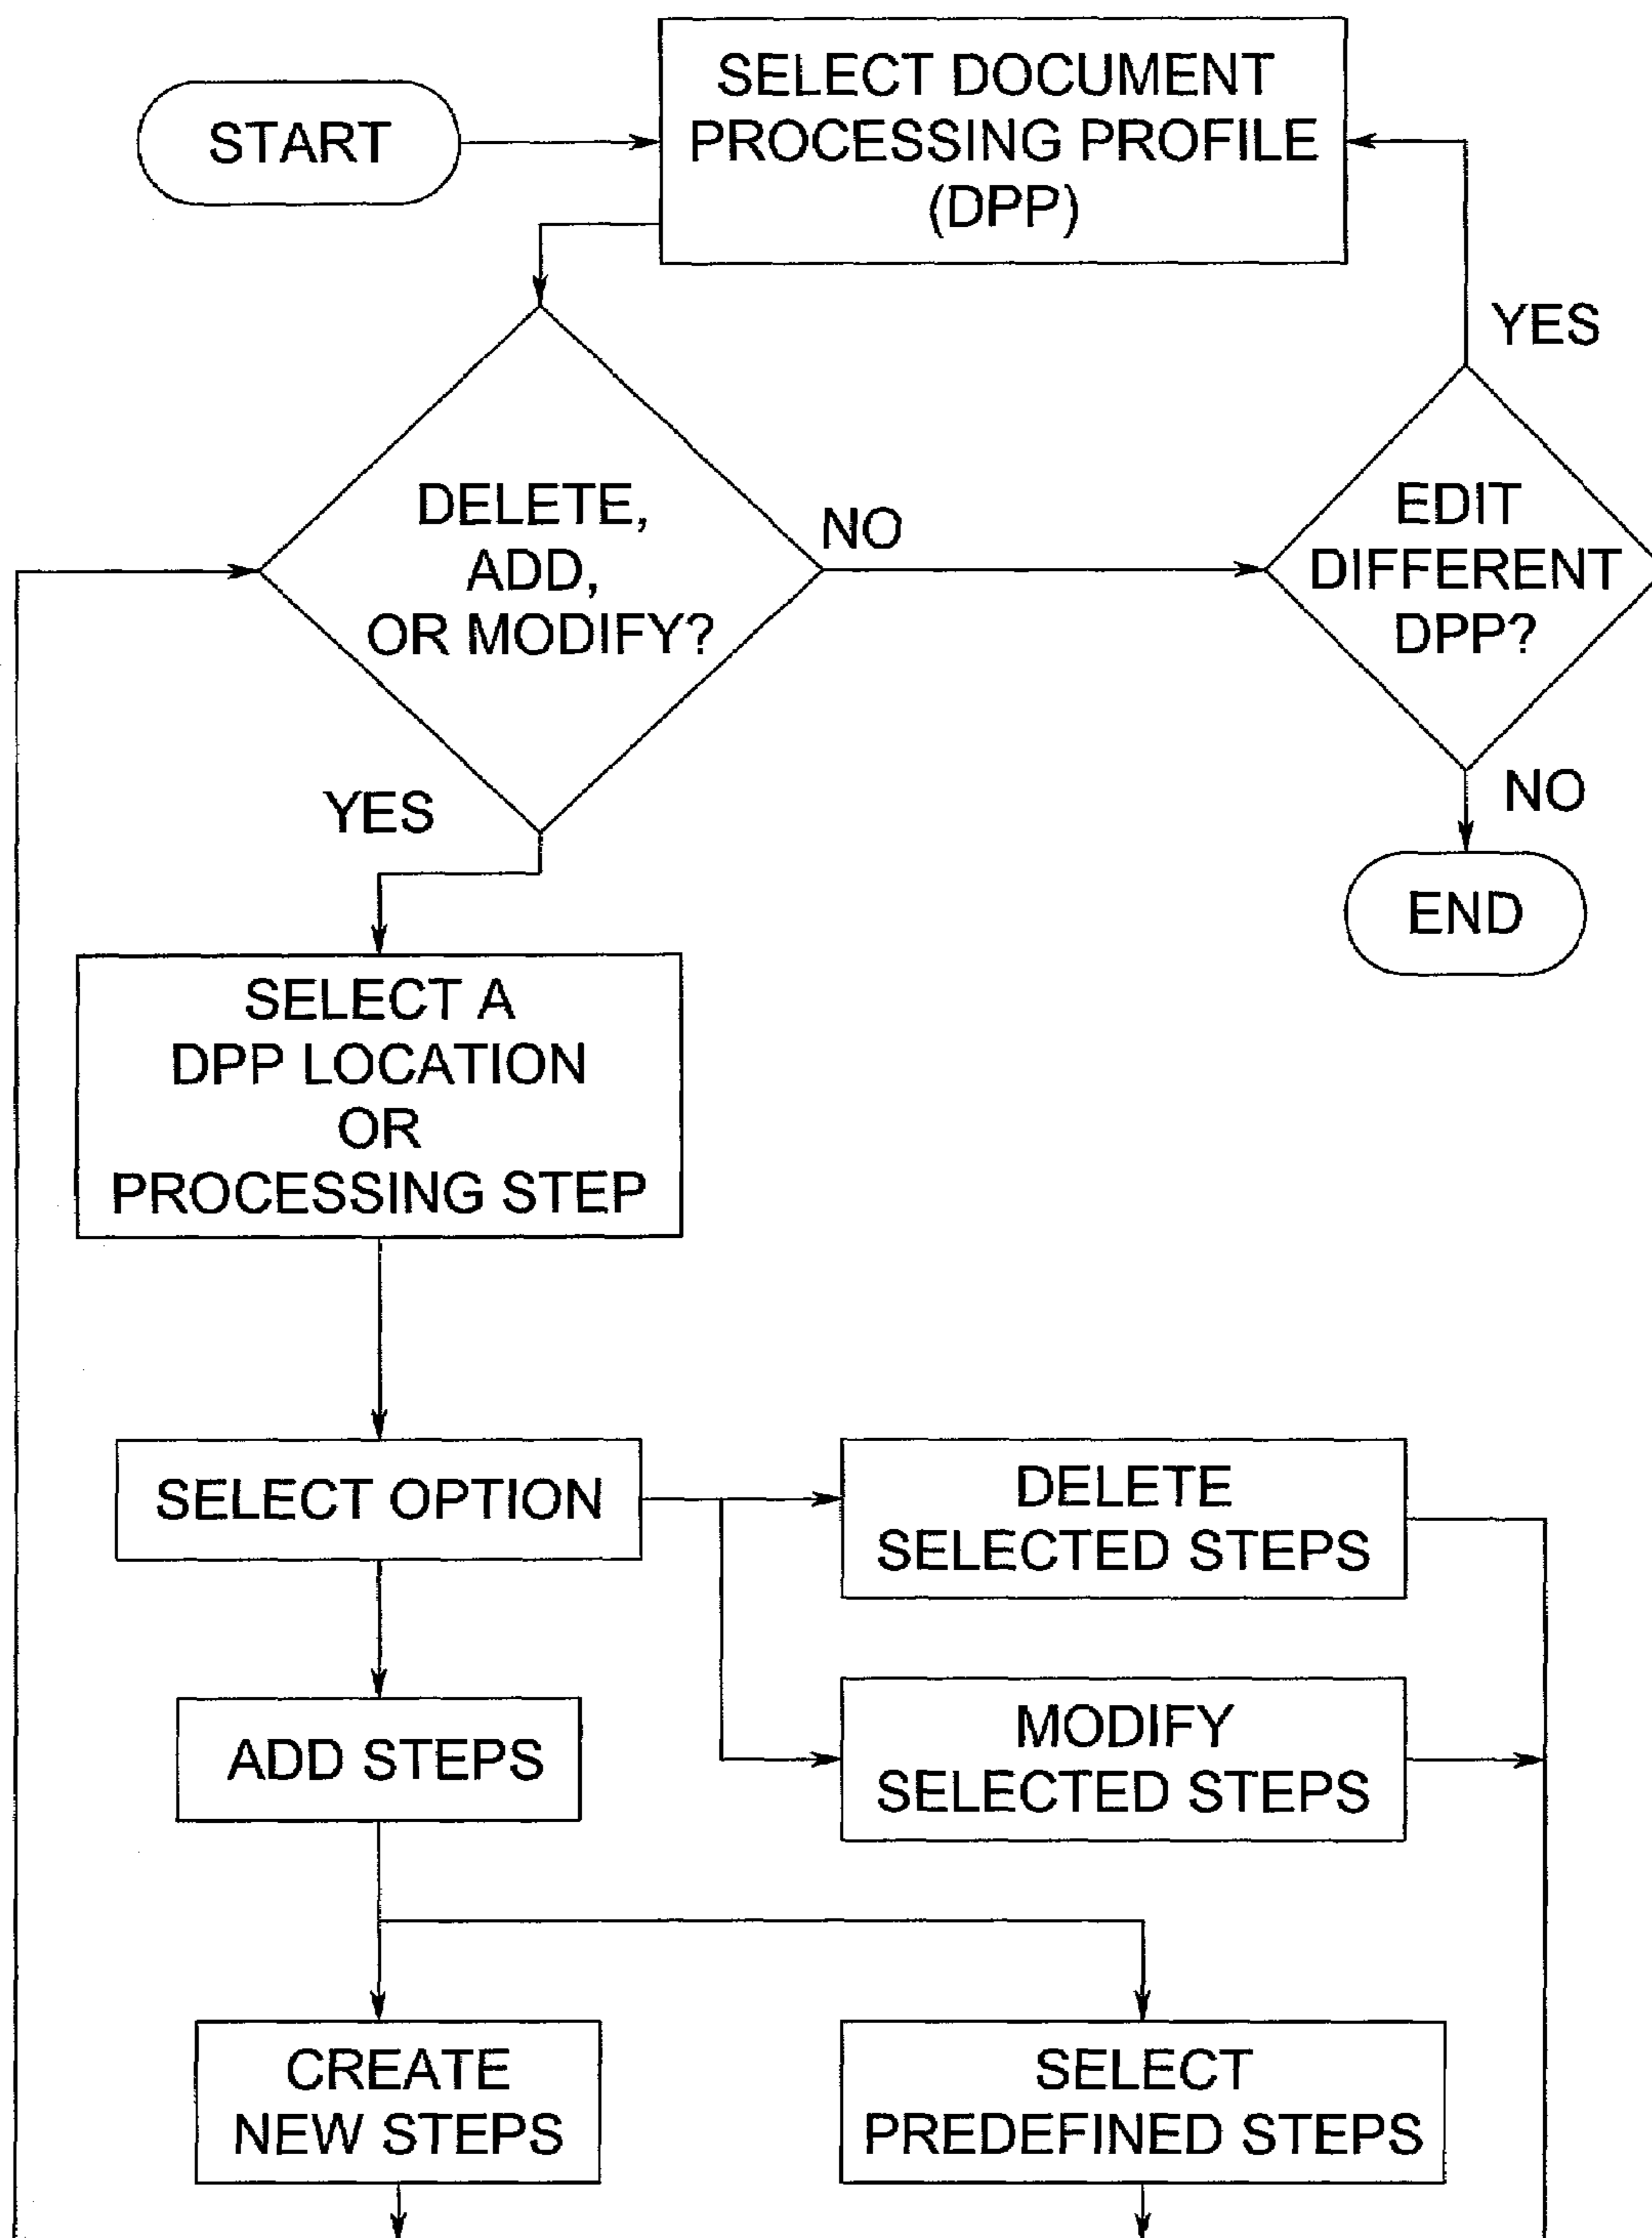 START
SELECT DOCUMENT
PROCESSING PROFILE
(DPP)
YES
DELETE,
ADD,
OR MODIFY?
NO
EDIT
DIFFERENT
DPP?
YES
NO
END
SELECT A
DPP LOCATION
OR
PROCESSING STEP
SELECT OPTION
DELETE
SELECTED STEPS
ADD STEPS
MODIFY
SELECTED STEPS
CREATE
NEW STEPS
SELECT
PREDEFINED STEPS